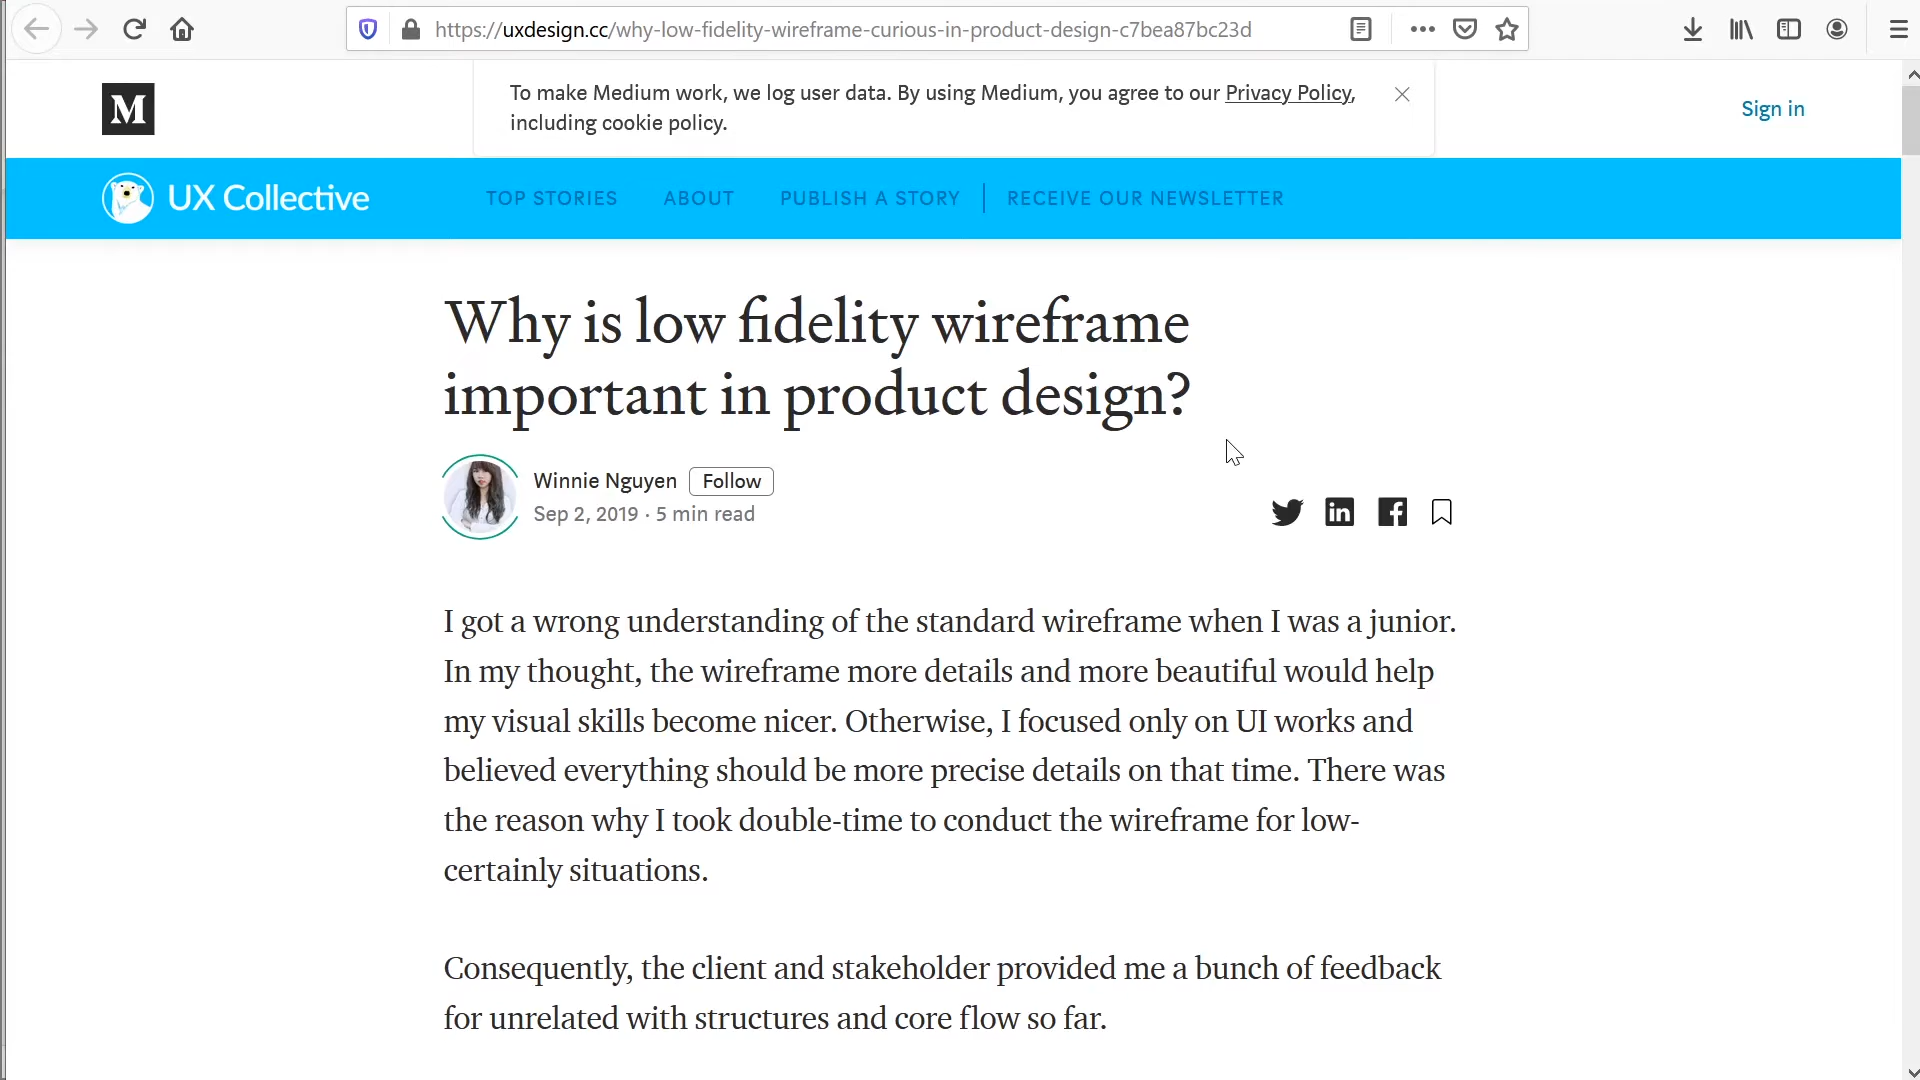 https://uxdesign.cc/why-low-fidelity-wireframe-curious-in-product-design-c7bea87bc23d
M
To make Medium work, we log user data. By using Medium, you agree to our Privacy Policy,
including cookie policy.
Sign in
UX Collective
TOP STORIES
ABOUT
PUBLISH A STORY
RECEIVE OUR NEWSLETTER
Why is low fidelity wireframe
important in product design?
Winnie Nguyen
Follow
Sep 2, 2019 · 5 min read
I got a wrong understanding of the standard wireframe when I was a junior.
In my thought, the wireframe more details and more beautiful would help
my visual skills become nicer. Otherwise, I focused only on UI works and
believed everything should be more precise details on that time. There was
the reason why I took double-time to conduct the wireframe for low-
certainly situations.
Consequently, the client and stakeholder provided me a bunch of feedback
for unrelated with structures and core flow so far.